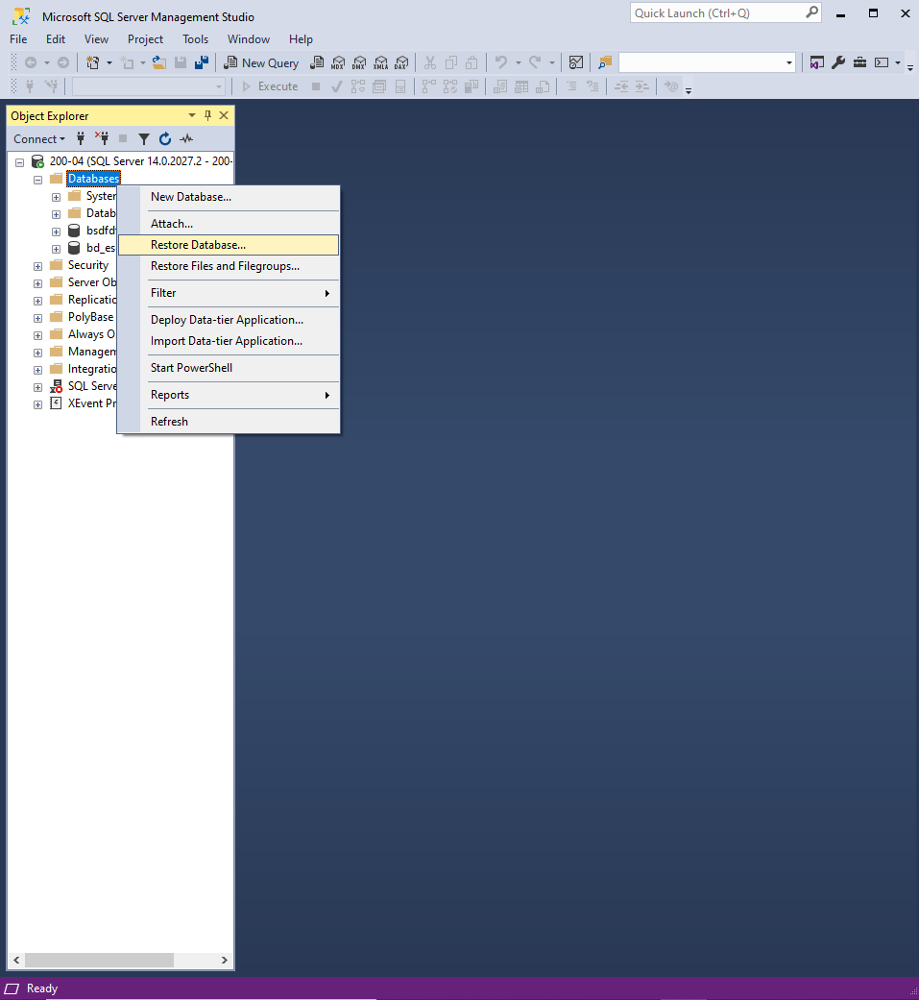 Microsoft SQL Server Management Studio
Quick Launch (Ctrl+Q)
File Edit View Project Tools Window Help
New Query MDX DMX XMLA DAX
Execute
Object Explorer
Connect
200-04 (SQL Server 14.0.2027.2 - 200-
Databases
System
Datab
bsdfd
bd_es
Security
Server Ob
Replicatio
PolyBase
Always O
Managem
Integratio
SQL Serve
XEvent Pr
New Database...
Attach...
Restore Database...
Restore Files and Filegroups...
Filter
Deploy Data-tier Application...
Import Data-tier Application...
Start PowerShell
Reports
Refresh
Ready